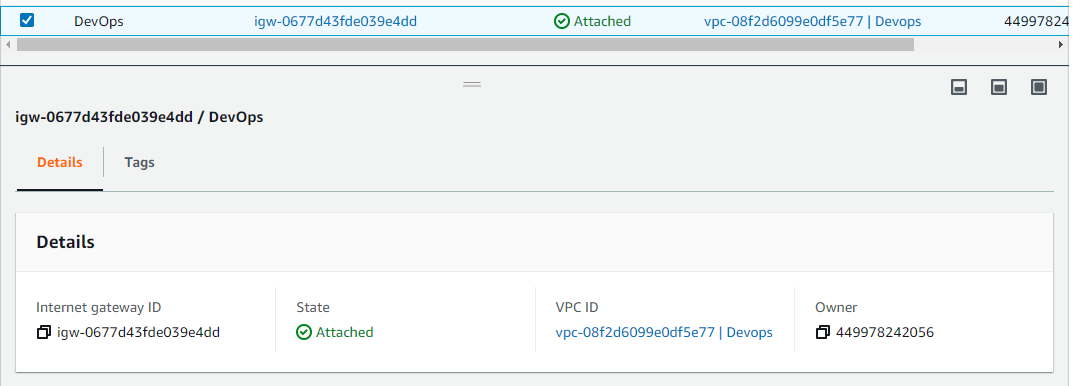 DevOps igw-0677d43fde039e4dd Attached vpc-08f2d6099e0df5e77 | Devops 44997824
igw-0677d43fde039e4dd / DevOps
Details Tags
Details
Internet gateway ID State VPC ID Owner
igw-0677d43fde039e4dd Attached vpc-08f2d6099e0df5e77 | Devops 449978242056